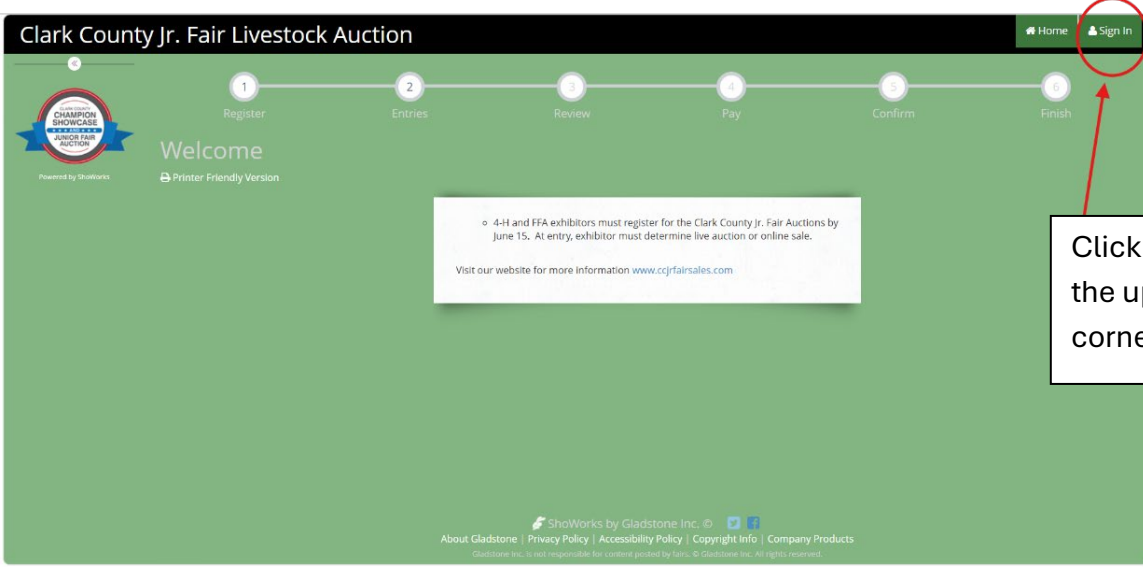 Clark County Jr. Fair Livestock Auction
Home
Sign In
CLARK COUNTY
CHAMPION
SHOWCASE
AND
JUNIOR FAIR
AUCTION
Powered by ShoWorks
1
2
3
4
5
6
Register
Entries
Review
Pay
Confirm
Finish
Welcome
Printer Friendly Version
4-H and FFA exhibitors must register for the Clark County Jr. Fair Auctions by
June 15. At entry, exhibitor must determine live auction or online sale.
Visit our website for more information www.ccjrfairsales.com
Click
the
ShoWorks by Gladstone Inc. ©
About Gladstone | Privacy Policy | Accessibility Policy | Copyright Info | Company Products
Gladstone Inc. is not responsible for content posted by fairs. © Gladstone Inc. All rights reserved.